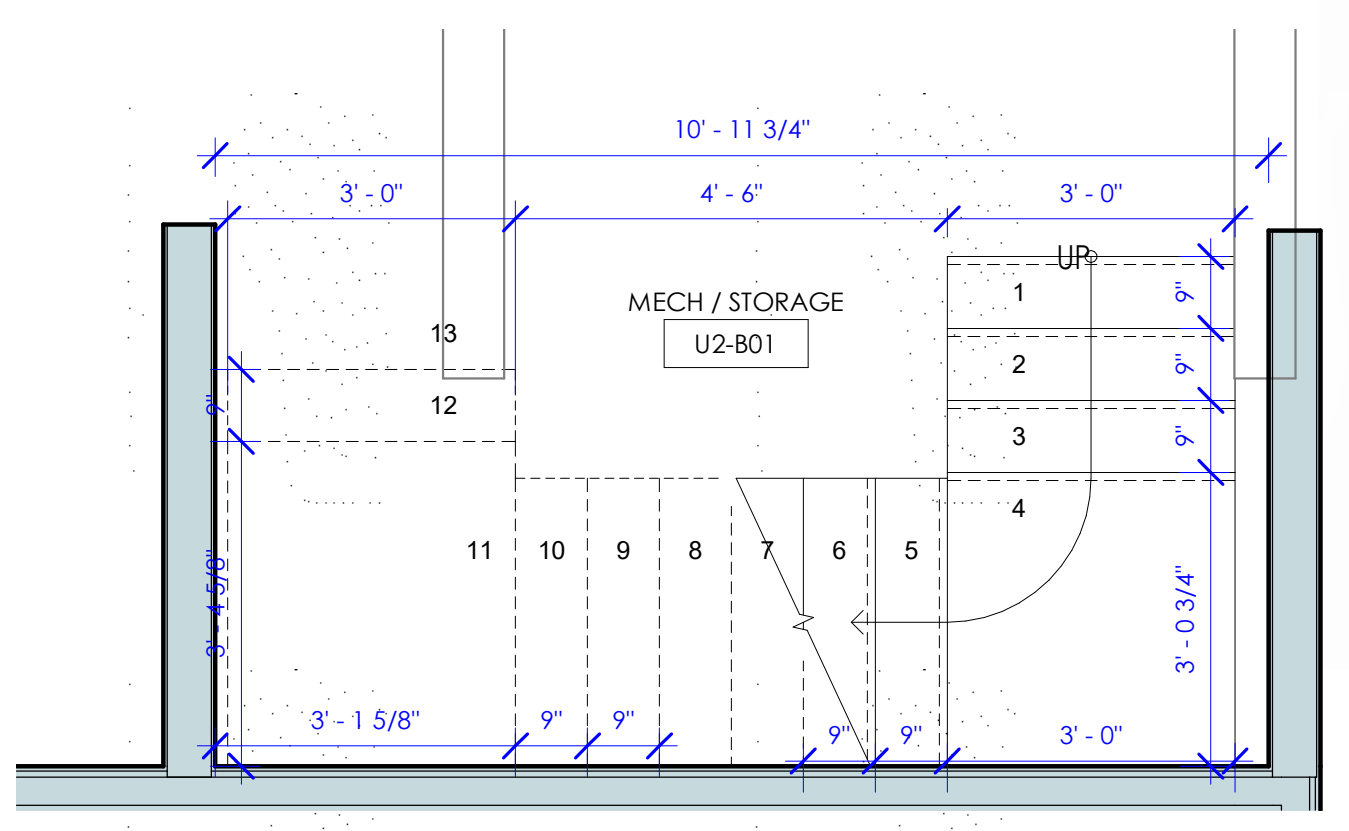 10' - 11 3/4"
3' - 0"
4' - 6"
3' - 0"
UP
1
9"
MECH / STORAGE
U2-B01
13
2
9"
12
9"
3
9"
4
11
10
9
8
7
6
5
3' - 4 5/8"
3' - 0 3/4"
3' - 1 5/8"
9"
9"
9"
9"
3' - 0"